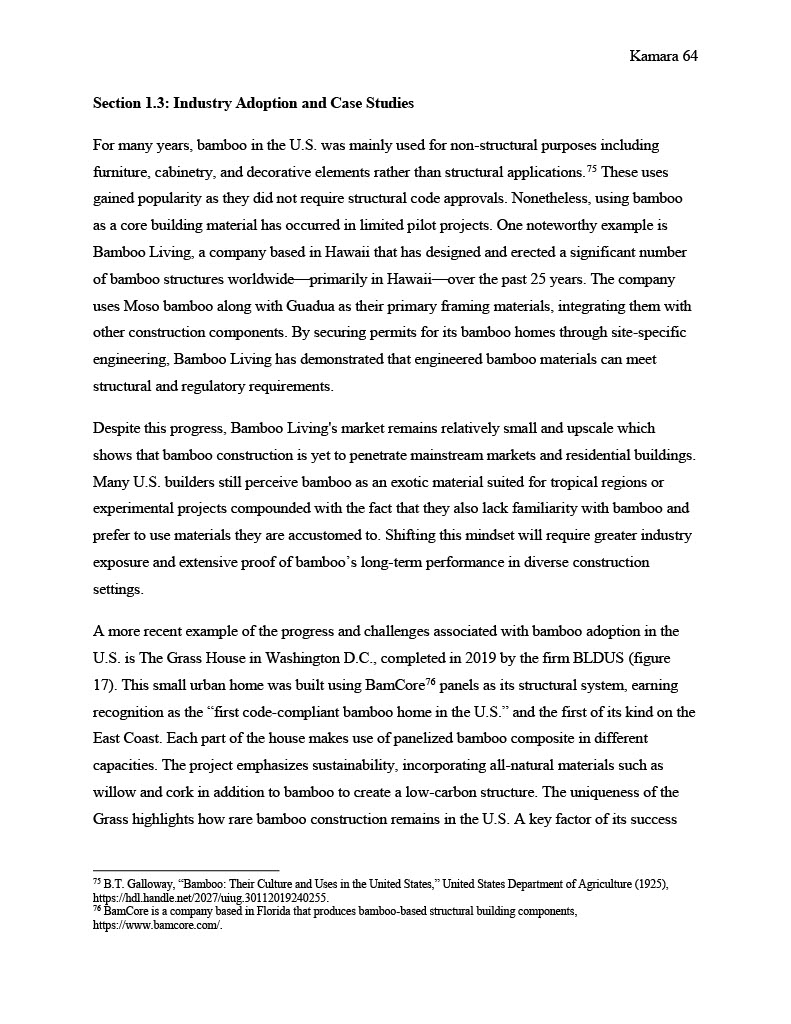 Kamara 64
Section 1.3: Industry Adoption and Case Studies
For many years, bamboo in the U.S. was mainly used for non-structural purposes including
furniture, cabinetry, and decorative elements rather than structural applications.⁷⁵ These uses
gained popularity as they did not require structural code approvals. Nonetheless, using bamboo
as a core building material has occurred in limited pilot projects. One noteworthy example is
Bamboo Living, a company based in Hawaii that has designed and erected a significant number
of bamboo structures worldwide—primarily in Hawaii—over the past 25 years. The company
uses Moso bamboo along with Guadua as their primary framing materials, integrating them with
other construction components. By securing permits for its bamboo homes through site-specific
engineering, Bamboo Living has demonstrated that engineered bamboo materials can meet
structural and regulatory requirements.
Despite this progress, Bamboo Living's market remains relatively small and upscale which
shows that bamboo construction is yet to penetrate mainstream markets and residential buildings.
Many U.S. builders still perceive bamboo as an exotic material suited for tropical regions or
experimental projects compounded with the fact that they also lack familiarity with bamboo and
prefer to use materials they are accustomed to. Shifting this mindset will require greater industry
exposure and extensive proof of bamboo’s long-term performance in diverse construction
settings.
A more recent example of the progress and challenges associated with bamboo adoption in the
U.S. is The Grass House in Washington D.C., completed in 2019 by the firm BLDUS (figure
17). This small urban home was built using BamCore⁷⁶ panels as its structural system, earning
recognition as the “first code-compliant bamboo home in the U.S.” and the first of its kind on the
East Coast. Each part of the house makes use of panelized bamboo composite in different
capacities. The project emphasizes sustainability, incorporating all-natural materials such as
willow and cork in addition to bamboo to create a low-carbon structure. The uniqueness of the
Grass highlights how rare bamboo construction remains in the U.S. A key factor of its success
⁷⁵ B.T. Galloway, “Bamboo: Their Culture and Uses in the United States,” United States Department of Agriculture (1925),
https://hdl.handle.net/2027/uiug.30112019240255.
⁷⁶ BamCore is a company based in Florida that produces bamboo-based structural building components,
https://www.bamcore.com/.